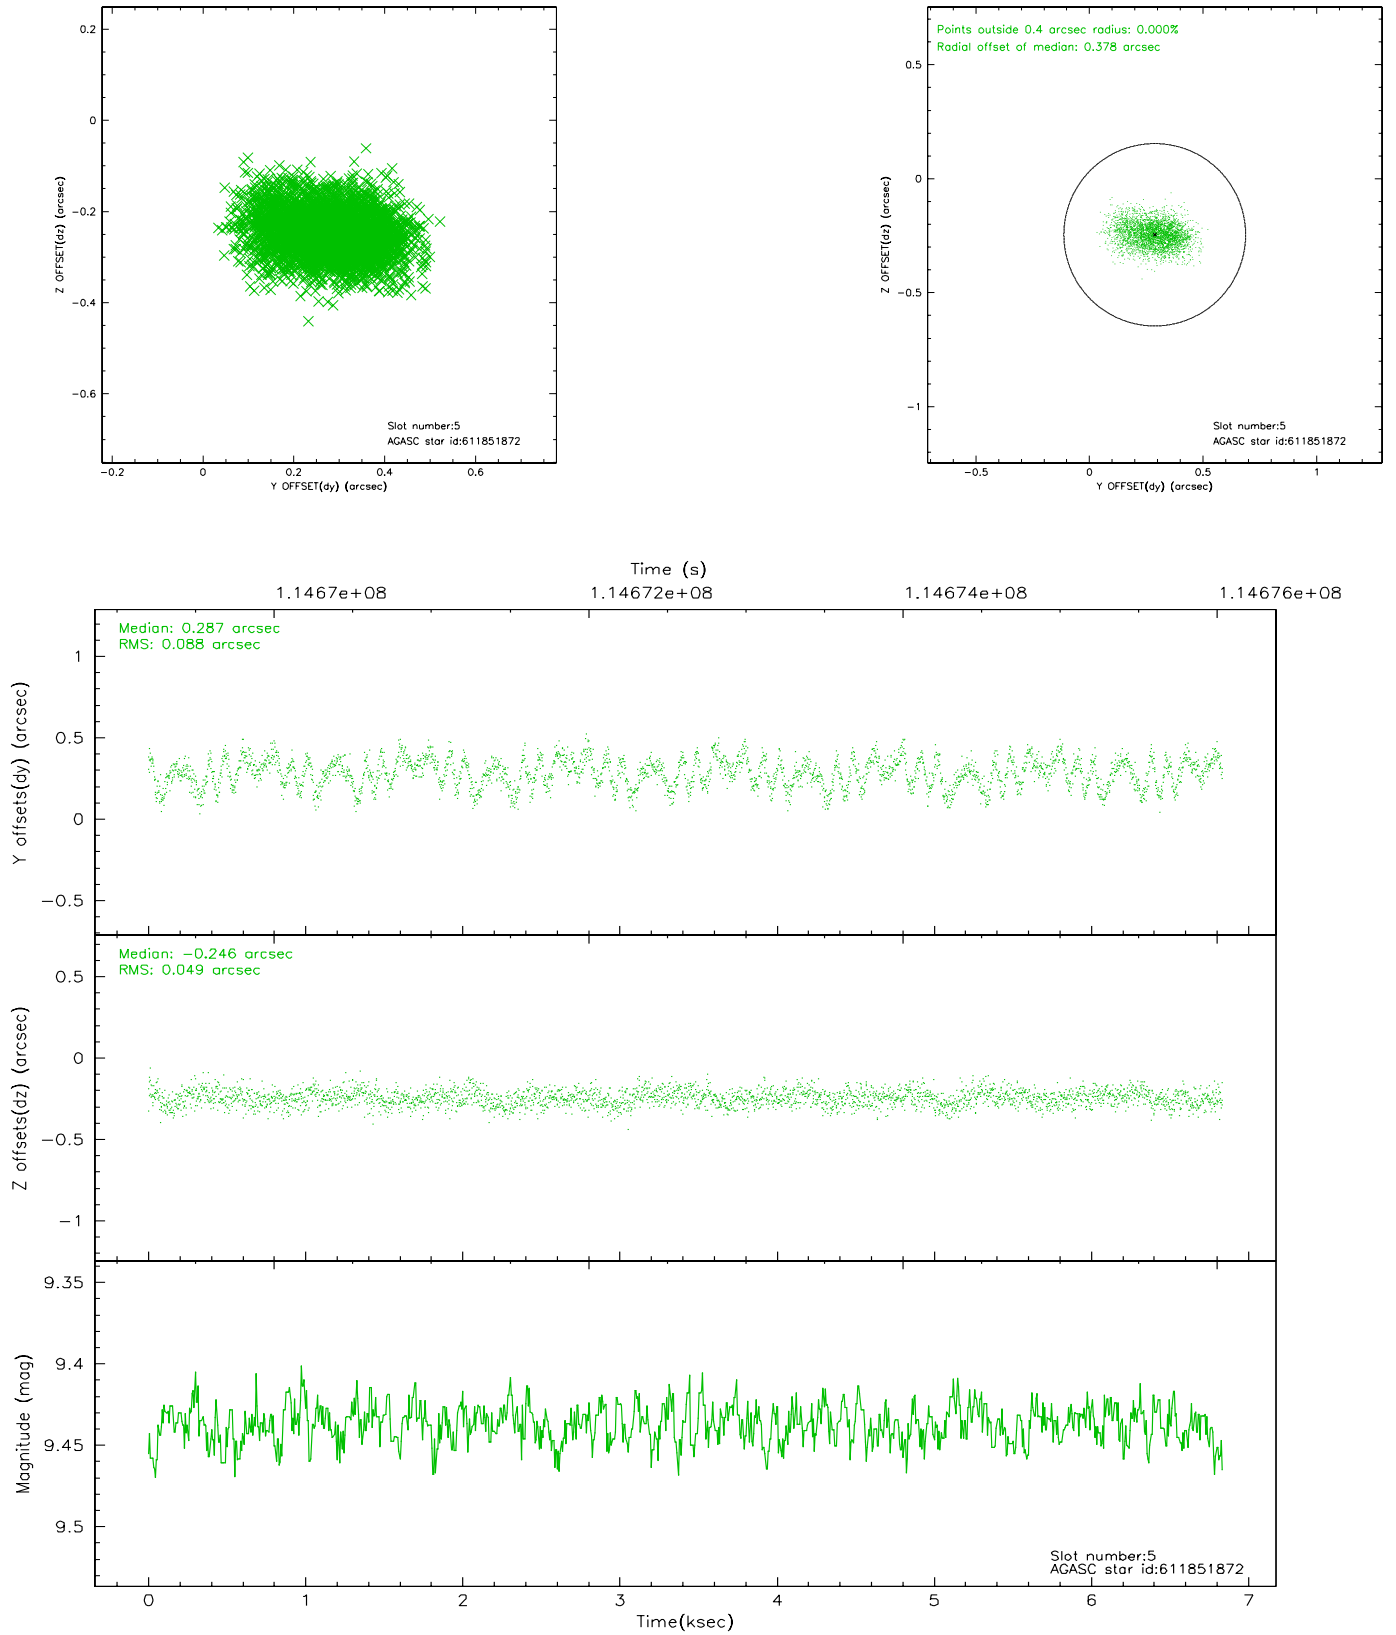 0.2
0
-0.2
-0.4
-0.6
Z OFFSET(dz) (arcsec)
Slot number:5
AGASC star id:611851872
-0.2 0 0.2 0.4 0.6
Y OFFSET(dy) (arcsec)
Points outside 0.4 arcsec radius: 0.000%
Radial offset of median: 0.378 arcsec
0.5
0
-0.5
-1
Z OFFSET(dz) (arcsec)
Slot number:5
AGASC star id:611851872
-0.5 0 0.5 1
Y OFFSET(dy) (arcsec)
Time (s)
1.1467e+08 1.14672e+08 1.14674e+08 1.14676e+08
Median: 0.287 arcsec
RMS: 0.088 arcsec
1
0.5
0
-0.5
Y offsets(dy) (arcsec)
Median: -0.246 arcsec
RMS: 0.049 arcsec
0.5
0
-0.5
-1
Z offsets(dz) (arcsec)
9.35
9.4
9.45
9.5
Magnitude (mag)
Slot number:5
AGASC star id:611851872
0 1 2 3 4 5 6 7
Time(ksec)